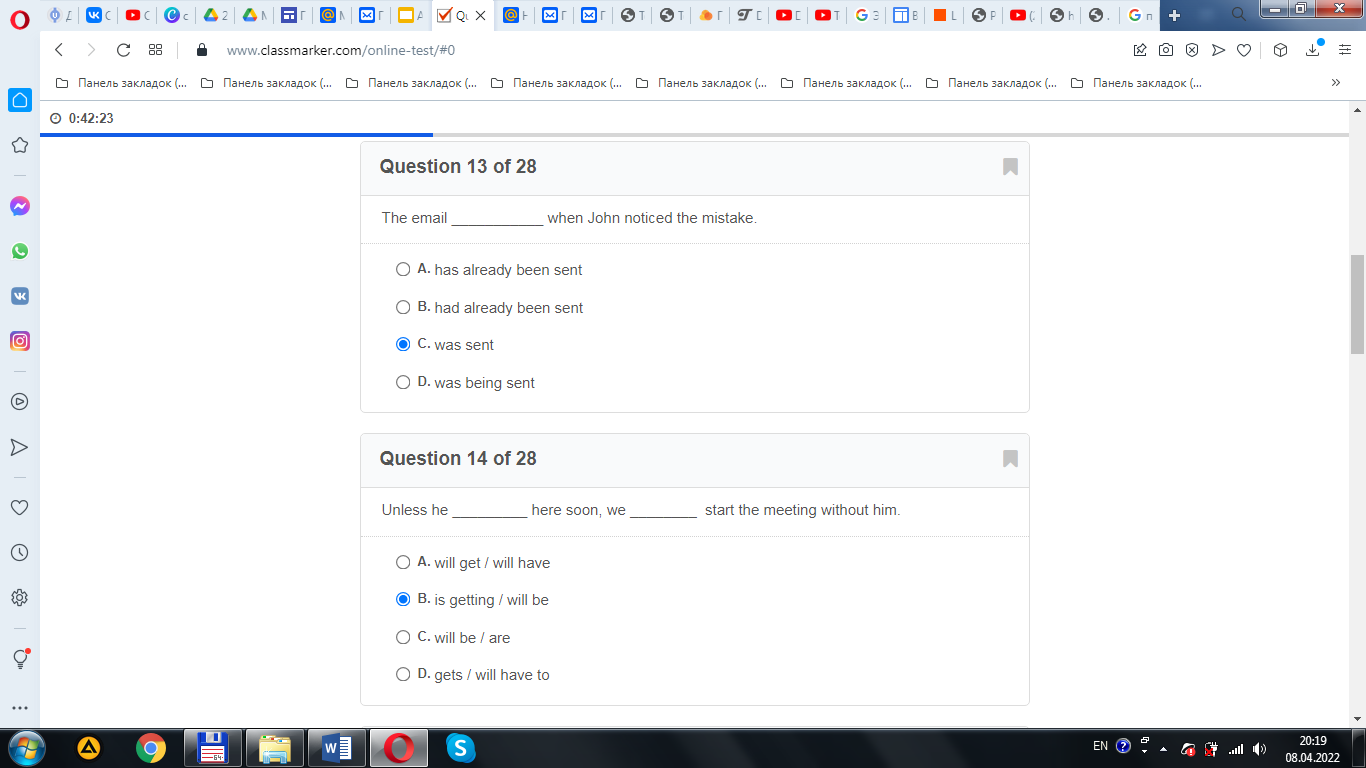 www.classmarker.com/online-test/#0
Панель закладок (... Панель закладок (... Панель закладок (... Панель закладок (... Панель закладок (... Панель закладок (... Панель закладок (... Панель закладок (...
0:42:23
Question 13 of 28
The email ___________ when John noticed the mistake.
A. has already been sent
B. had already been sent
C. was sent
D. was being sent
Question 14 of 28
Unless he _________ here soon, we ________ start the meeting without him.
A. will get / will have
B. is getting / will be
C. will be / are
D. gets / will have to
EN
20:19
08.04.2022